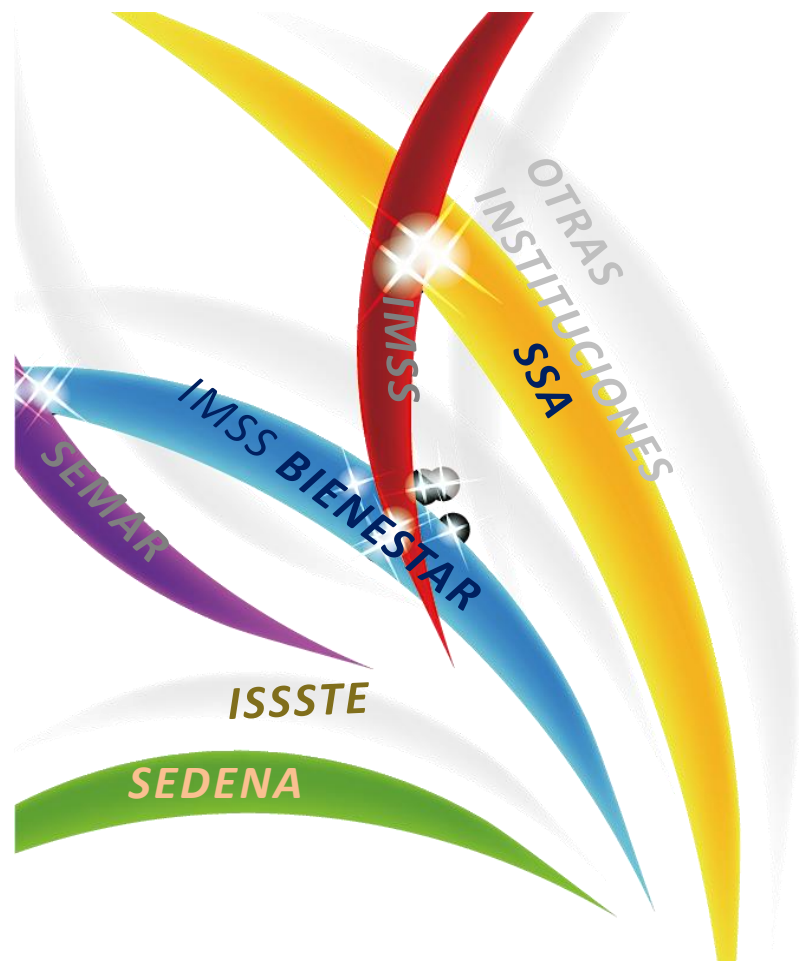 OTRAS
INSTITUCIONES
IMSS
SSA
IMSS BIENESTAR
SEMAR
ISSSTE
SEDENA